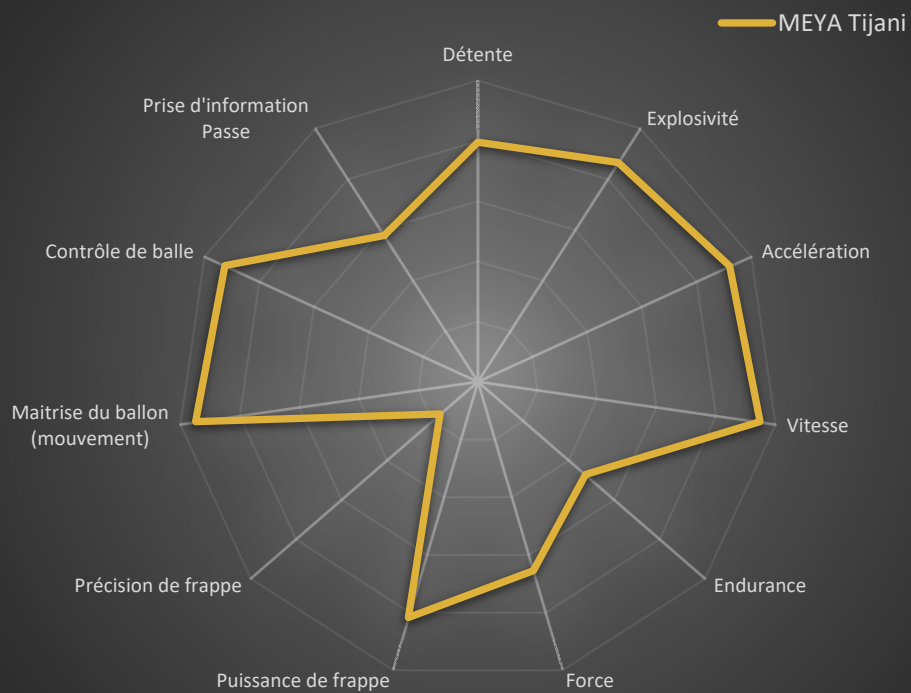 MEYA Tijani
Détente
Explosivité
Accélération
Vitesse
Endurance
Force
Puissance de frappe
Précision de frappe
Maitrise du ballon
(mouvement)
Contrôle de balle
Prise d'information
Passe